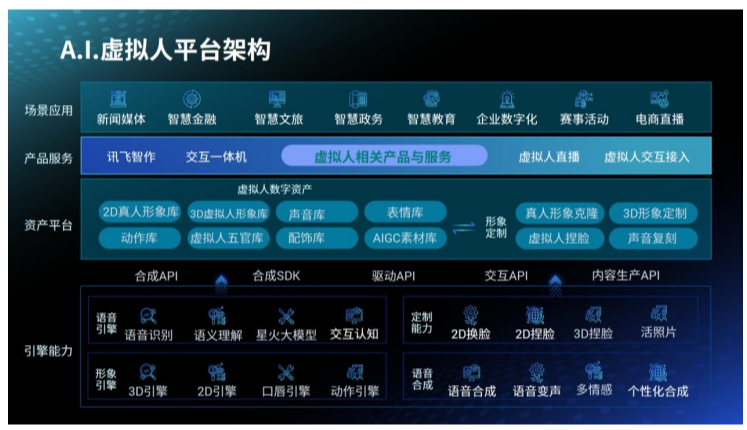 A.I.虚拟人平台架构
场景应用
新闻媒体 智慧金融 智慧文旅 智慧政务 智慧教育 企业数字化 赛事活动 电商直播
产品服务
讯飞智作 交互一体机 虚拟人相关产品与服务 虚拟人直播 虚拟人交互接入
资产平台
虚拟人数字资产
2D真人形象库 3D虚拟人形象库 声音库 表情库
动作库 虚拟人五官库 配饰库 AIGC素材库
形象
定制
真人形象克隆 3D形象定制
虚拟人捏脸 声音复刻
合成API 合成SDK 驱动API 交互API 内容生产API
引擎能力
语音
引擎
语音识别 语义理解 星火大模型 交互认知
定制
能力
2D换脸 2D捏脸 3D捏脸 活照片
形象
引擎
3D引擎 2D引擎 口唇引擎 动作引擎
语音
合成
语音合成 语音变声 多情感 个性化合成